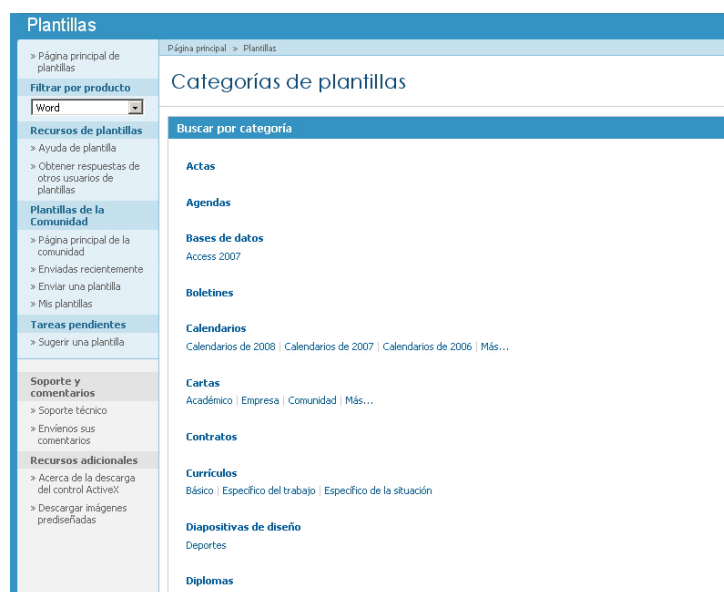 Plantillas
» Página principal de
plantillas
Filtrar por producto
Word
Recursos de plantillas
» Ayuda de plantilla
» Obtener respuestas de
otros usuarios de
plantillas
Plantillas de la
Comunidad
» Página principal de la
comunidad
» Enviadas recientemente
» Enviar una plantilla
» Mis plantillas
Tareas pendientes
» Sugerir una plantilla
Soporte y
comentarios
» Soporte técnico
» Envíenos sus
comentarios
Recursos adicionales
» Acerca de la descarga
del control ActiveX
» Descargar imágenes
prediseñadas
Página principal » Plantillas
Categorías de plantillas
Buscar por categoría
Actas
Agendas
Bases de datos
Access 2007
Boletines
Calendarios
Calendarios de 2008 | Calendarios de 2007 | Calendarios de 2006 | Más...
Cartas
Académico | Empresa | Comunidad | Más...
Contratos
Currículos
Básico | Específico del trabajo | Específico de la situación
Diapositivas de diseño
Deportes
Diplomas